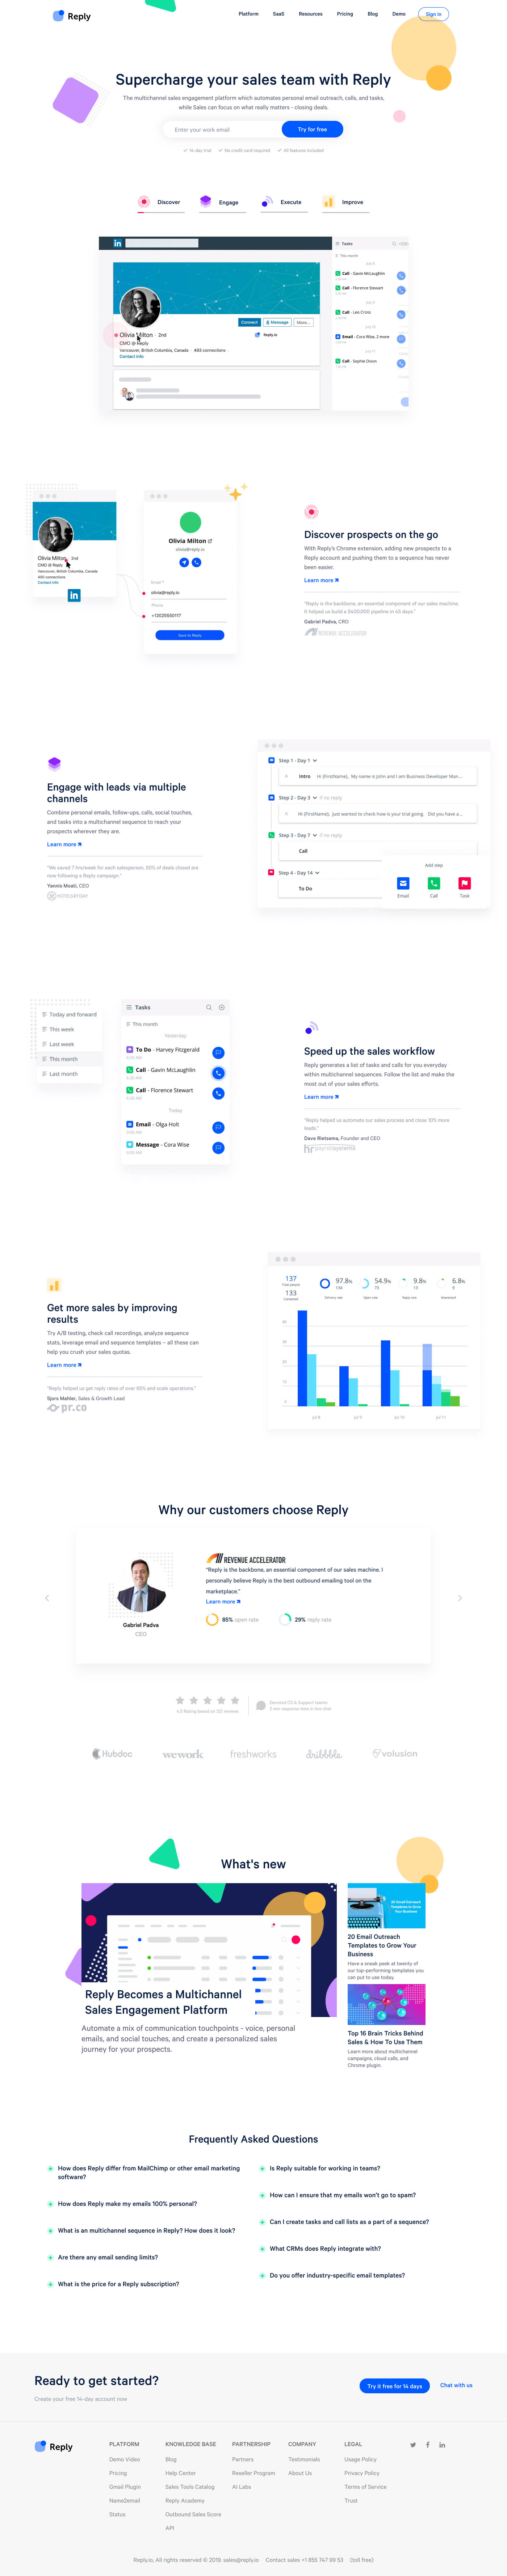 Reply
Platform SaaS Resources Pricing Blog Demo Sign in
Supercharge your sales team with Reply
The multichannel sales engagement platform which automates personal email outreach, calls, and tasks,
while Sales can focus on what really matters - closing deals.
Enter your work email Try for free
14-day trial No credit card required All features included
Discover Engage Execute Improve
in
Tasks
This month
Call - Gavin McLaughlin
Call - Florence Stewart
Call - Leo Cross
Email - Cora Wise, 2 more
Call - Sophie Dixon
Connect Message More...
Olivia Milton · 2nd
Reply.io
CMO @ Reply
Vancouver, British Columbia, Canada · 493 connections ·
Contact info
Olivia Milton · 2nd
CMO @ Reply
Vancouver, British Columbia, Canada
493 connections
Contact info
in
Olivia Milton
olivia@reply.io
Email *
olivia@reply.io
Phone
+12025550117
Save to Reply
Discover prospects on the go
With Reply’s Chrome extension, adding new prospects to a
Reply account and pushing them to a sequence has never
been easier.
Learn more
"Reply is the backbone, an essential component of our sales machine
it helped us build a $400,000 pipeline in 45 days."
Gabriel Padva, CRO
REVENUE ACCELERATOR
Engage with leads via multiple
channels
Combine personal emails, follow-ups, calls, social touches,
and tasks into a multichannel sequence to reach your
prospects wherever they are.
Learn more
"We saved 7 hrs/week for each salesperson, 50% of deals closed are
now following a Reply campaign."
Yannis Moati, CEO
HOTELSBYDAY
Step 1 - Day 1
A Intro Hi {FirstName}, My name is John and I am Business Developer Man...
Step 2 - Day 3 if no reply
A Hi {FirstName}, Just wanted to check how is your trial going. Did you have a ...
Step 3 - Day 7 if no reply
Call
Step 4 - Day 14
To Do
Add step
Email Call Task
Today and forward
This week
Last week
This month
Last month
Tasks
This month
Yesterday
To Do - Harvey Fitzgerald
Call - Gavin McLaughlin
Call - Florence Stewart
Today
Email - Olga Holt
Message - Cora Wise
Speed up the sales workflow
Reply generates a list of tasks and calls for you everyday
within multichannel sequences. Follow the list and make the
most out of your sales efforts.
Learn more
"Reply helped us automate our sales process and close 10% more
leads."
Dave Rietsema, Founder and CEO
hr payrollsystems
Get more sales by improving
results
Try A/B testing, check call recordings, analyze sequence
stats, leverage email and sequence templates – all these can
help you crush your sales quotas.
Learn more
"Reply helped us get reply rates of over 65% and scale operations."
Sjors Mahler, Sales & Growth Lead
pr.co
137
Total people
133
Contacted
97.8%
134
Delivery rate
54.9%
73
Open rate
9.8%
13
Reply rate
6.8%
9
Interested
40
30
20
10
0
Jul 8 Jul 9 Jul 10 Jul 11
Why our customers choose Reply
REVENUE ACCELERATOR
"Reply is the backbone, an essential component of our sales machine. I
personally believe Reply is the best outbound emailing tool on the
marketplace."
Learn more
85% open rate 29% reply rate
Gabriel Padva
CEO
Devoted CS & Support teams
2 min response time in live chat
Hubdoc wework freshworks dribbble volusion
What's new
Reply Becomes a Multichannel
Sales Engagement Platform
Automate a mix of communication touchpoints - voice, personal
emails, and social touches, and create a personalized sales
journey for your prospects.
20 Email Outreach
Templates to Grow
Your Business
20 Email Outreach
Templates to Grow Your
Business
Have a sneak peek at twenty
of our top-performing templates you
can put to use today.
Top 16 Brain Tricks Behind
Sales & How To Use Them
Learn more about multichannel
campaigns, cloud calls, and
Chrome plugin.
Frequently Asked Questions
How does Reply differ from MailChimp or other email marketing
software?
How does Reply make my emails 100% personal?
What is an multichannel sequence in Reply? How does it look?
Are there any email sending limits?
What is the price for a Reply subscription?
Is Reply suitable for working in teams?
How can I ensure that my emails won’t go to spam?
Can I create tasks and call lists as a part of a sequence?
What CRMs does Reply integrate with?
Do you offer industry-specific email templates?
Ready to get started?
Create your free 14-day account now
Try it free for 14 days Chat with us
Reply
PLATFORM
Demo Video
Pricing
Gmail Plugin
Name2email
Status
KNOWLEDGE BASE
Blog
Help Center
Sales Tools Catalog
Reply Academy
Outbound Sales Score
API
PARTNERSHIP
Partners
Reseller Program
AI Labs
COMPANY
Testimonials
About Us
LEGAL
Usage Policy
Privacy Policy
Terms of Service
Trust
Reply.io, All rights reserved © 2019. sales@reply.io Contact sales +1 855 747 99 53 (toll free)